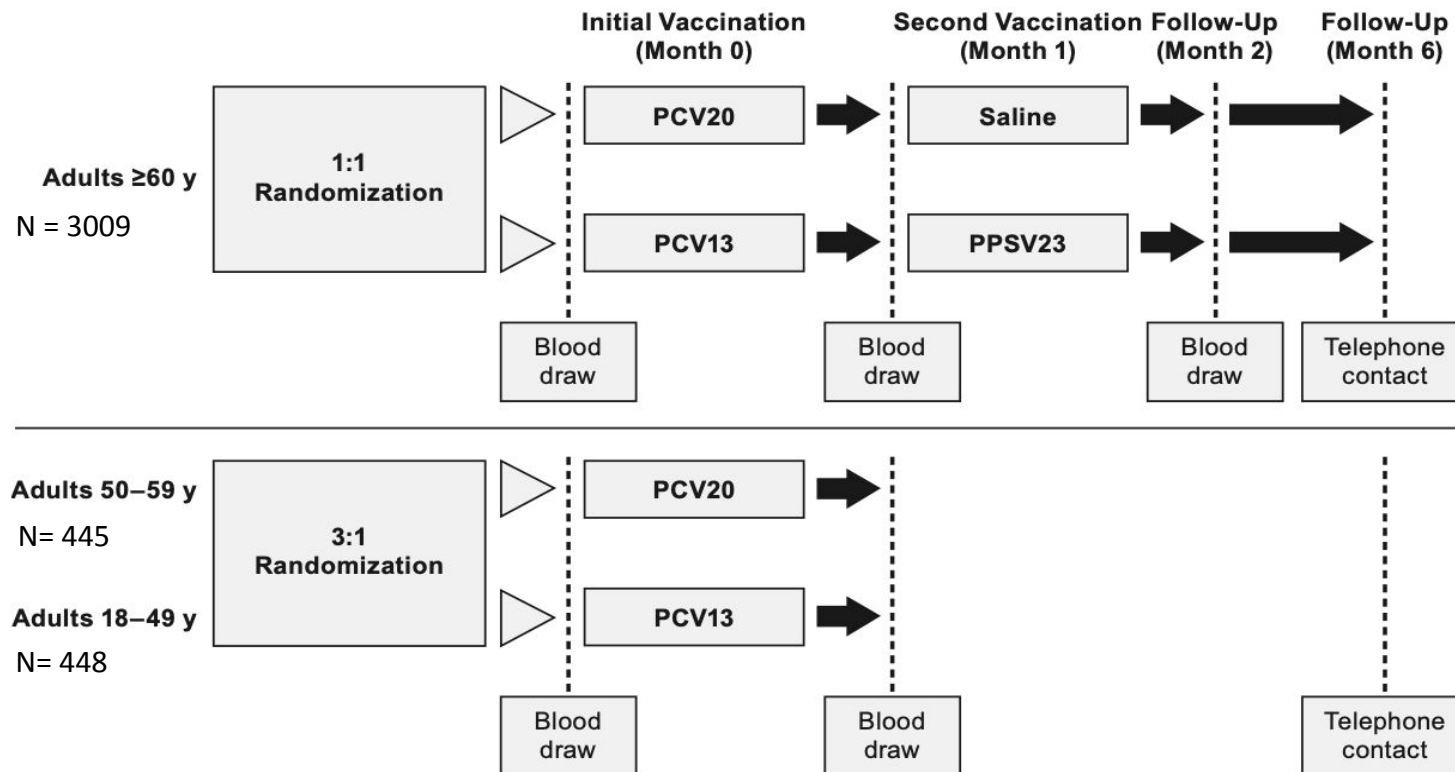 Initial Vaccination
(Month 0)
Second Vaccination
(Month 1)
Follow-Up
(Month 2)
Follow-Up
(Month 6)
Adults ≥60 y
N = 3009
1:1
Randomization
PCV20
Saline
PCV13
PPSV23
Blood
draw
Blood
draw
Blood
draw
Telephone
contact
Adults 50–59 y
N= 445
Adults 18–49 y
N= 448
3:1
Randomization
PCV20
PCV13
Blood
draw
Blood
draw
Telephone
contact